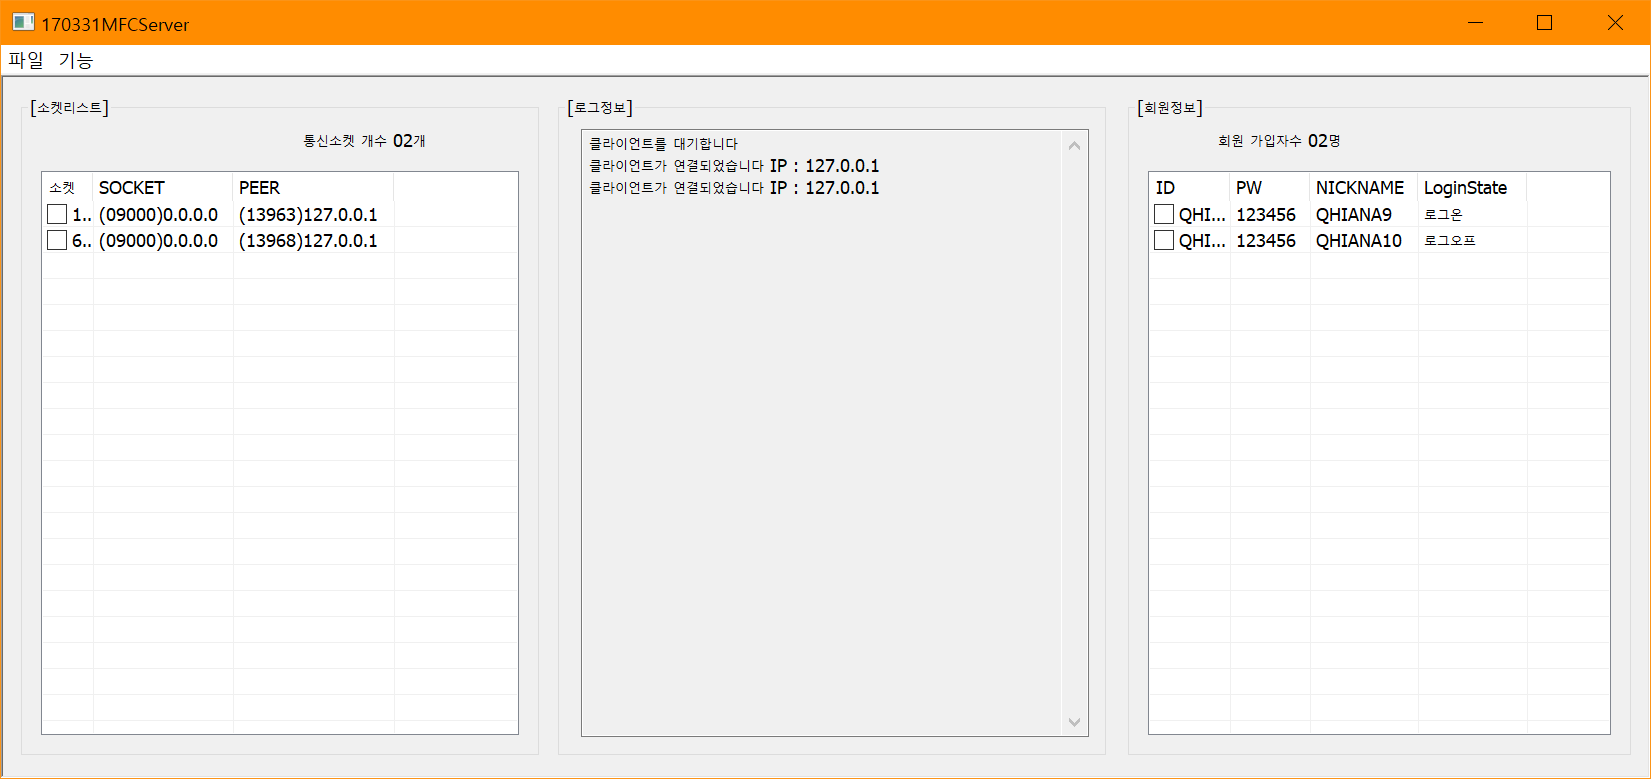 170331MFCServer
파일 기능
[소켓리스트]
통신소켓 개수 02개
소켓 SOCKET PEER
1.. (09000)0.0.0.0 (13963)127.0.0.1
6.. (09000)0.0.0.0 (13968)127.0.0.1
[로그정보]
클라이언트를 대기합니다
클라이언트가 연결되었습니다 IP : 127.0.0.1
클라이언트가 연결되었습니다 IP : 127.0.0.1
[회원정보]
회원 가입자수 02명
ID PW NICKNAME LoginState
QHI... 123456 QHIANA9 로그온
QHI... 123456 QHIANA10 로그오프